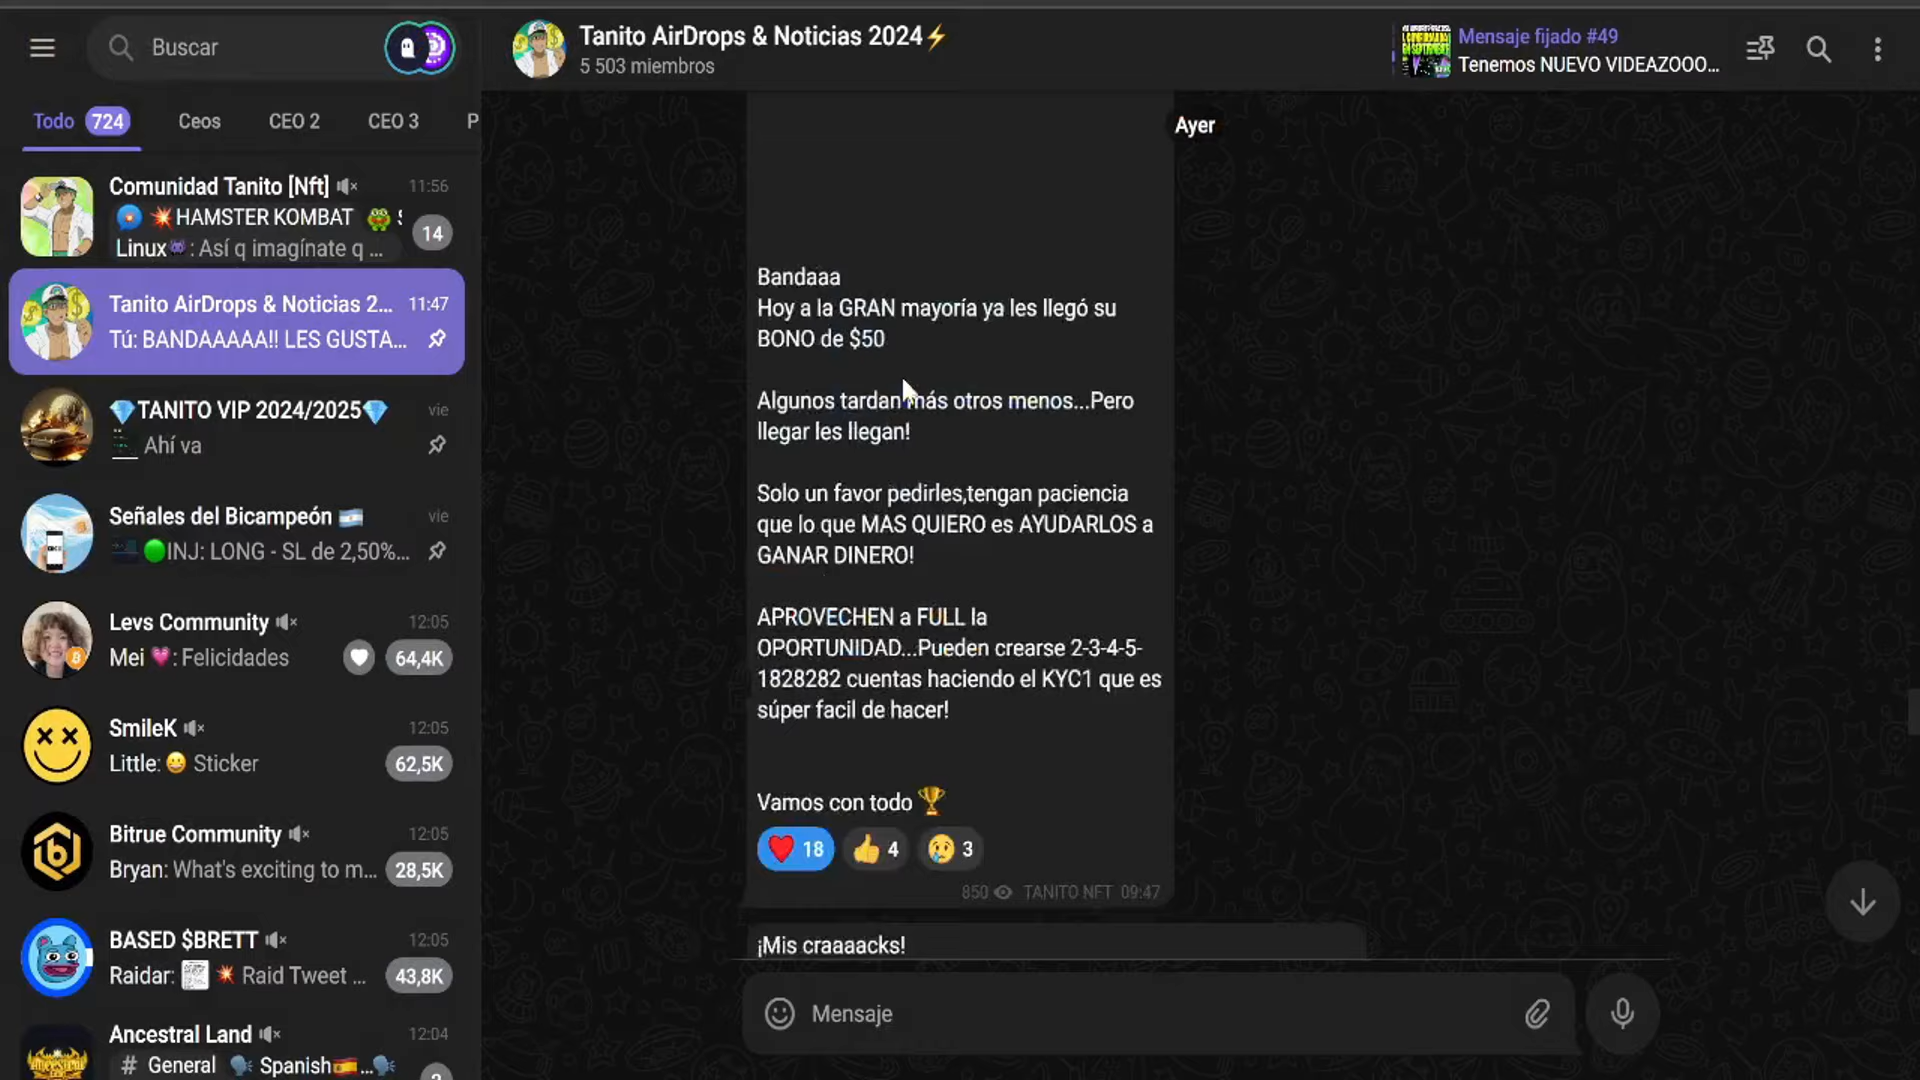 Buscar
Todo 724
Ceos
CEO 2
CEO 3
P
Comunidad Tanito [Nft] 11:56
HAMSTER KOMBAT
Linux: Así q imagínate q ...
14
Tanito AirDrops & Noticias 2... 11:47
Tú: BANDAAAAA!! LES GUSTA...
TANITO VIP 2024/2025 vie
Ahí va
Señales del Bicampeón vie
INJ: LONG - SL de 2,50%...
Levs Community 12:05
Mei: Felicidades 64,4K
SmileK 12:05
Little: Sticker 62,5K
Bitrue Community 12:05
Bryan: What's exciting to m... 28,5K
BASED $BRETT 12:05
Raidar: Raid Tweet ... 43,8K
Ancestral Land 12:04
# General Spanish...
Tanito AirDrops & Noticias 2024⚡
5 503 miembros
Mensaje fijado #49
Tenemos NUEVO VIDEAZOOO...
Ayer
Bandaaa
Hoy a la GRAN mayoría ya les llegó su
BONO de $50
Algunos tardan más otros menos...Pero
llegar les llegan!
Solo un favor pedirles,tengan paciencia
que lo que MAS QUIERO es AYUDARLOS a
GANAR DINERO!
APROVECHEN a FULL la
OPORTUNIDAD...Pueden crearse 2-3-4-5-
1828282 cuentas haciendo el KYC1 que es
súper facil de hacer!
Vamos con todo 🏆
❤️ 18 👍 4 😢 3
850 TANITO NFT 09:47
¡Mis craaaacks!
Mensaje